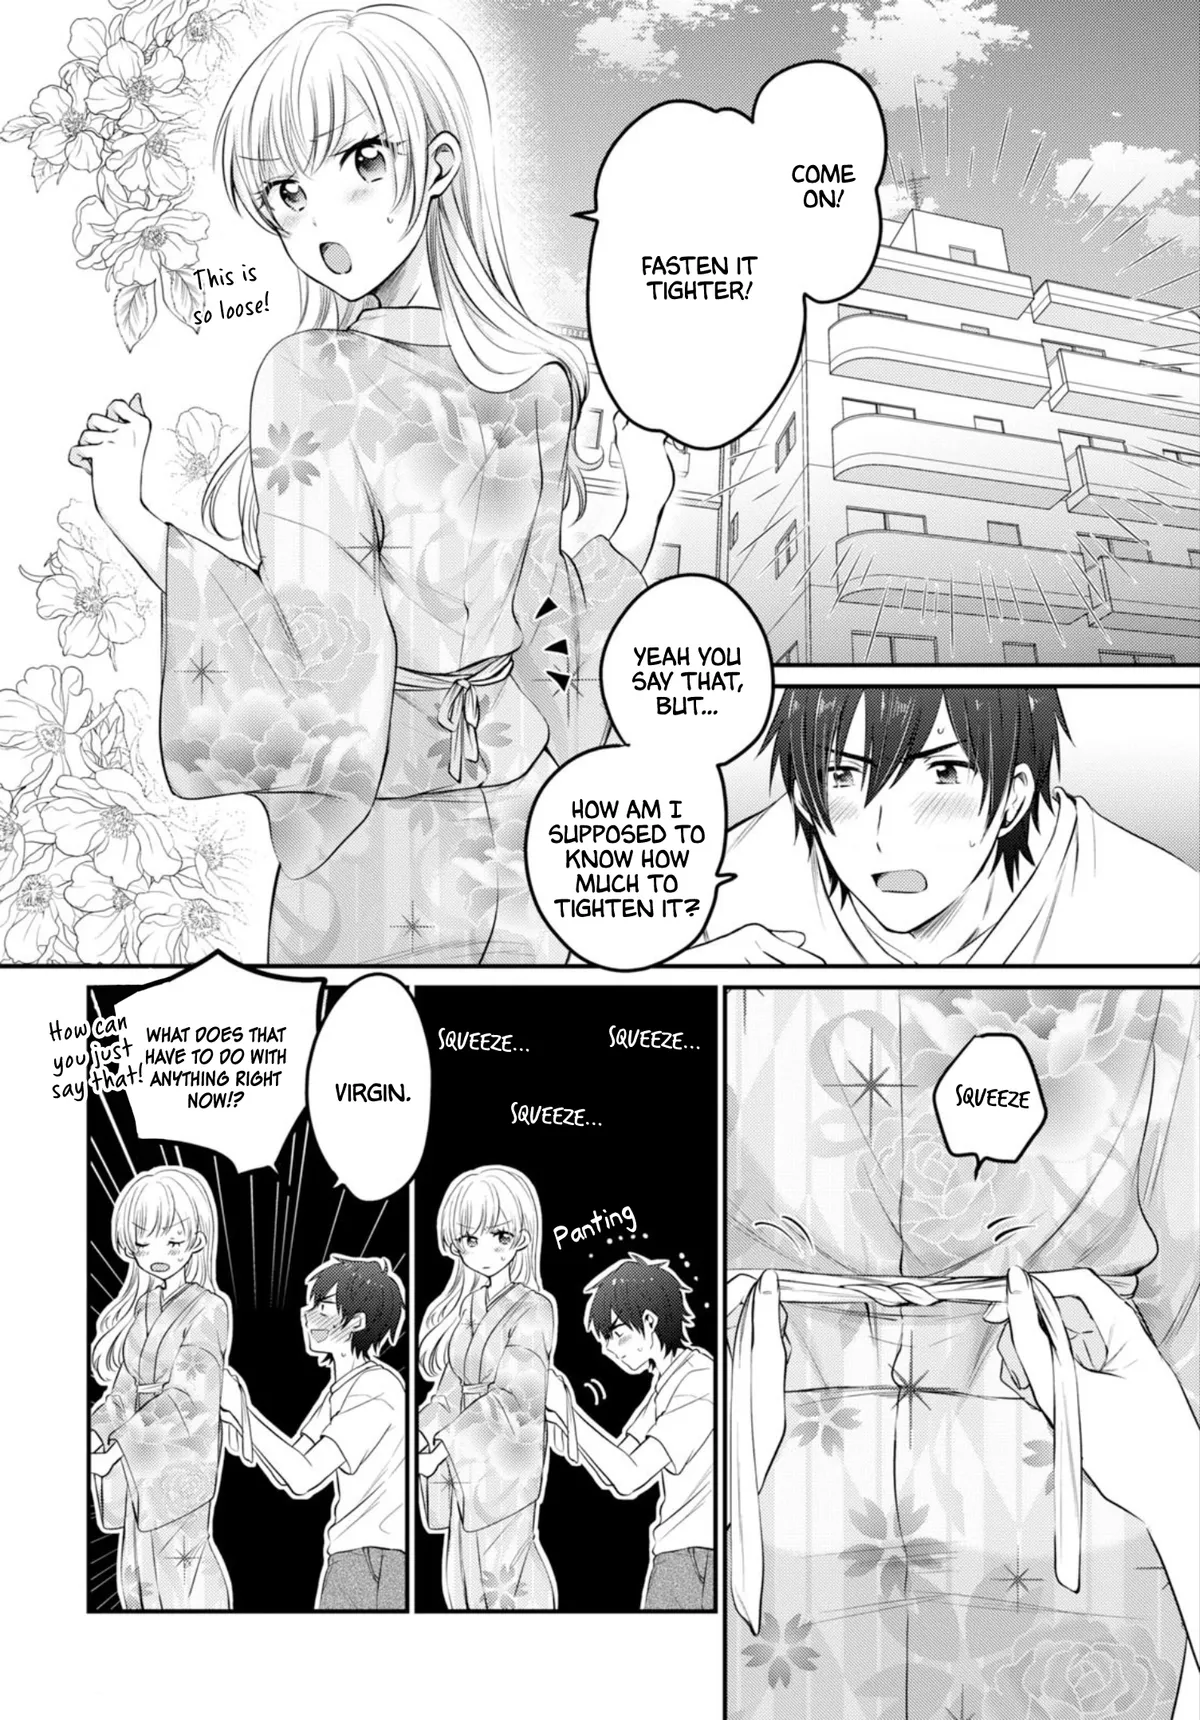 COME
ON!
FASTEN IT
TIGHTER!
This is
so loose!
YEAH YOU
SAY THAT,
BUT...
HOW AM I
SUPPOSED TO
KNOW HOW
MUCH TO
TIGHTEN IT?
SQUEEZE
SQUEEZE...
SQUEEZE...
SQUEEZE...
Panting
VIRGIN.
WHAT DOES THAT
HAVE TO DO WITH
ANYTHING RIGHT
NOW!?
How can
you just
say that!